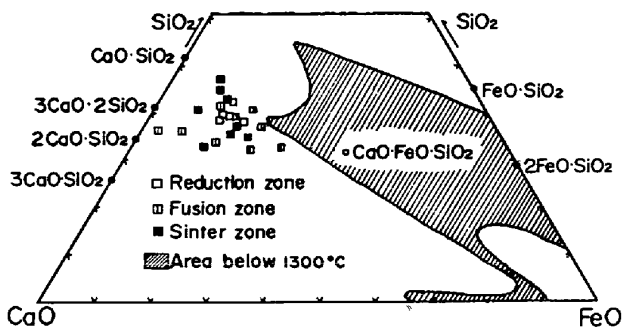 SiO₂
SiO₂
CaO·SiO₂
FeO·SiO₂
3CaO·2SiO₂
2CaO·SiO₂
CaO·FeO·SiO₂
2FeO·SiO₂
3CaO·SiO₂
Reduction zone
Fusion zone
Sinter zone
Area below 1300°C
CaO
FeO